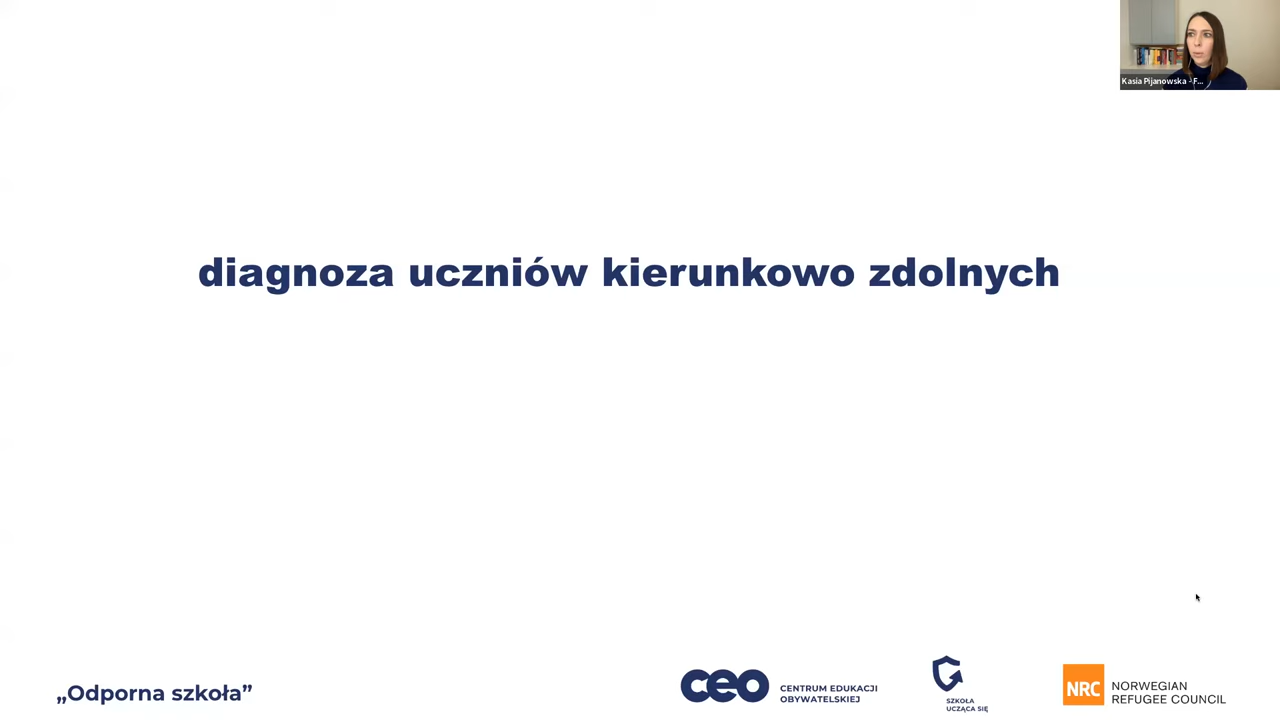 Kasia Pijanowska - F...
diagnoza uczniów kierunkowo zdolnych
„Odporna szkoła”
ceo
CENTRUM EDUKACJI
OBYWATELSKIEJ
SZKOŁA
UCZĄCA SIĘ
NRC
NORWEGIAN
REFUGEE COUNCIL